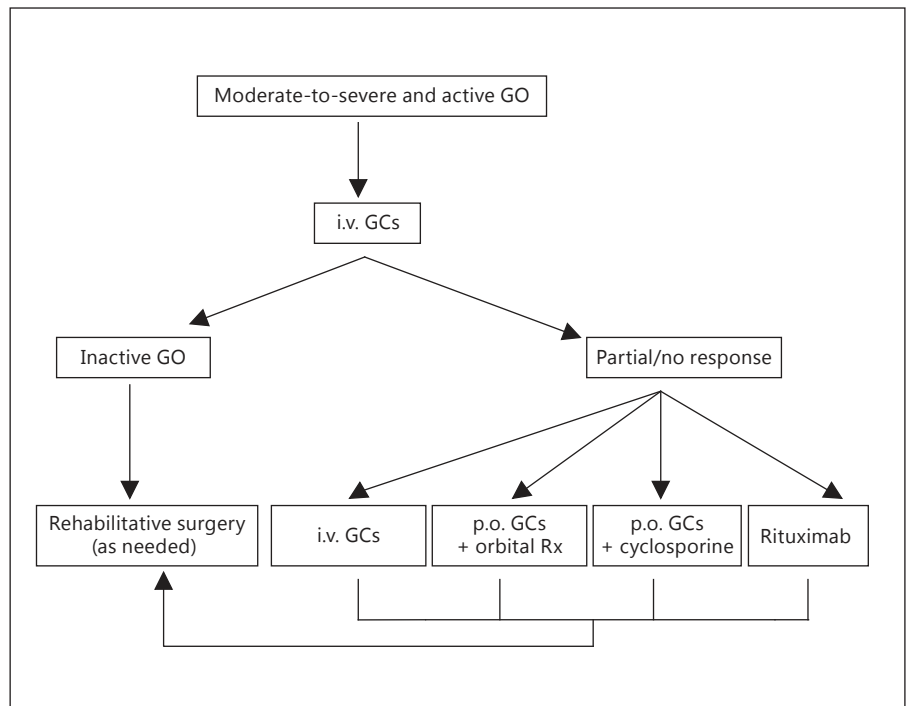 Moderate-to-severe and active GO
i.v. GCs
Inactive GO
Partial/no response
Rehabilitative surgery
(as needed)
i.v. GCs
p.o. GCs
+ orbital Rx
p.o. GCs
+ cyclosporine
Rituximab